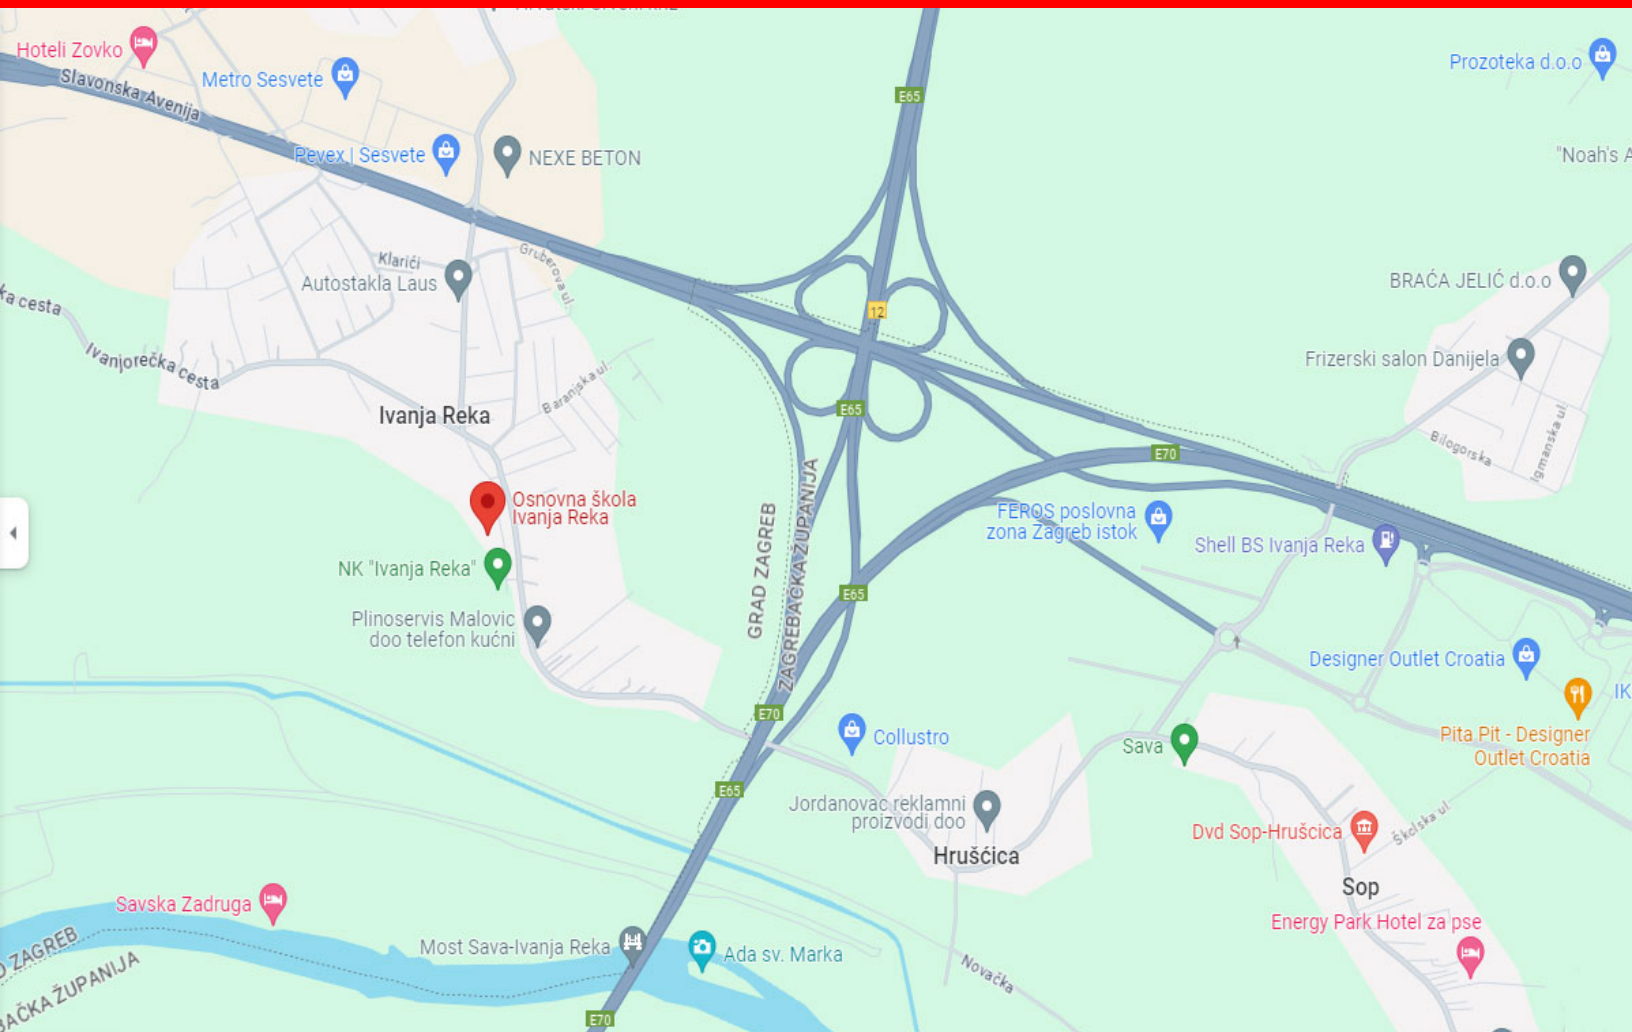 Hoteli Zovko
Slavonska Avenija
Metro Sesvete
Pevex | Sesvete
NEXE BETON
E65
Prozoteka d.o.o
"Noah's A
Klarići
Gruberova ul.
Autostakla Laus
12
BRAĆA JELIĆ d.o.o
ka cesta
Ivanjorečka cesta
Frizerski salon Danijela
Baranjska ul.
Ivanja Reka
E65
Bilogorska
Igmanska ul.
E70
Osnovna škola
Ivanja Reka
GRAD ZAGREB
ZAGREBAČKA ŽUPANIJA
FEROS poslovna
zona Zagreb istok
Shell BS Ivanja Reka
NK "Ivanja Reka"
E65
Plinoservis Malovic
doo telefon kućni
Designer Outlet Croatia
IK
E70
Collustro
Sava
Pita Pit - Designer
Outlet Croatia
E65
Jordanovac reklamni
proizvodi doo
Hrušćica
Dvd Sop-Hrušcica
Školska ul.
Sop
Savska Zadruga
Energy Park Hotel za pse
Most Sava-Ivanja Reka
Ada sv. Marka
D ZAGREB
BAČKA ŽUPANIJA
Novačka
E70